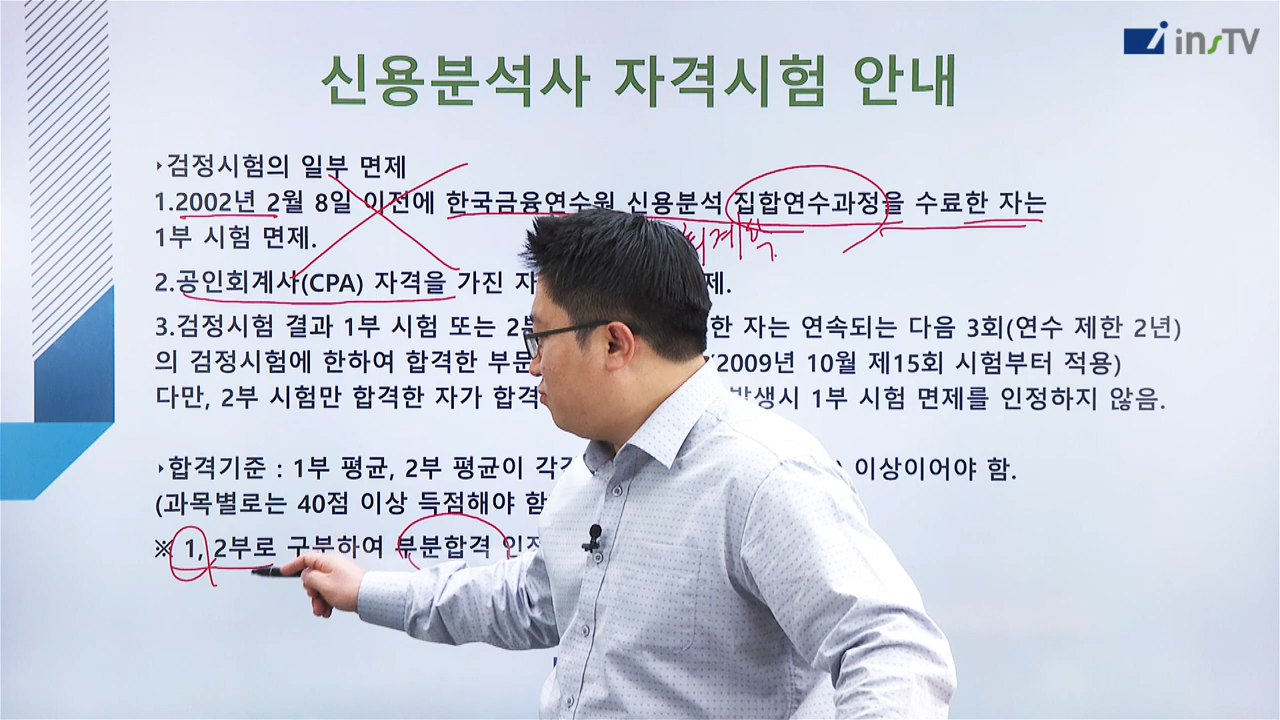 insTV
신용분석사 자격시험 안내
검정시험의 일부 면제
1.2002년 2월 8일 이전에 한국금융연수원 신용분석 집합연수과정을 수료한 자는
1부 시험 면제.
2.공인회계사(CPA) 자격을 가진 제.
3.검정시험 결과 1부 시험 또는 한 자는 연속되는 다음 3회(연수 제한 2년)
의 검정시험에 한하여 합격한 2009년 10월 제15회 시험부터 적용)
다만, 2부 시험만 합격한 자가 발생시 1부 시험 면제를 인정하지 않음.
합격기준 : 1부 평균, 2부 평균이 이상이어야 함.
(과목별로는 40점 이상 득점해야 함
※ 1, 2부로 구분하여 부분합격